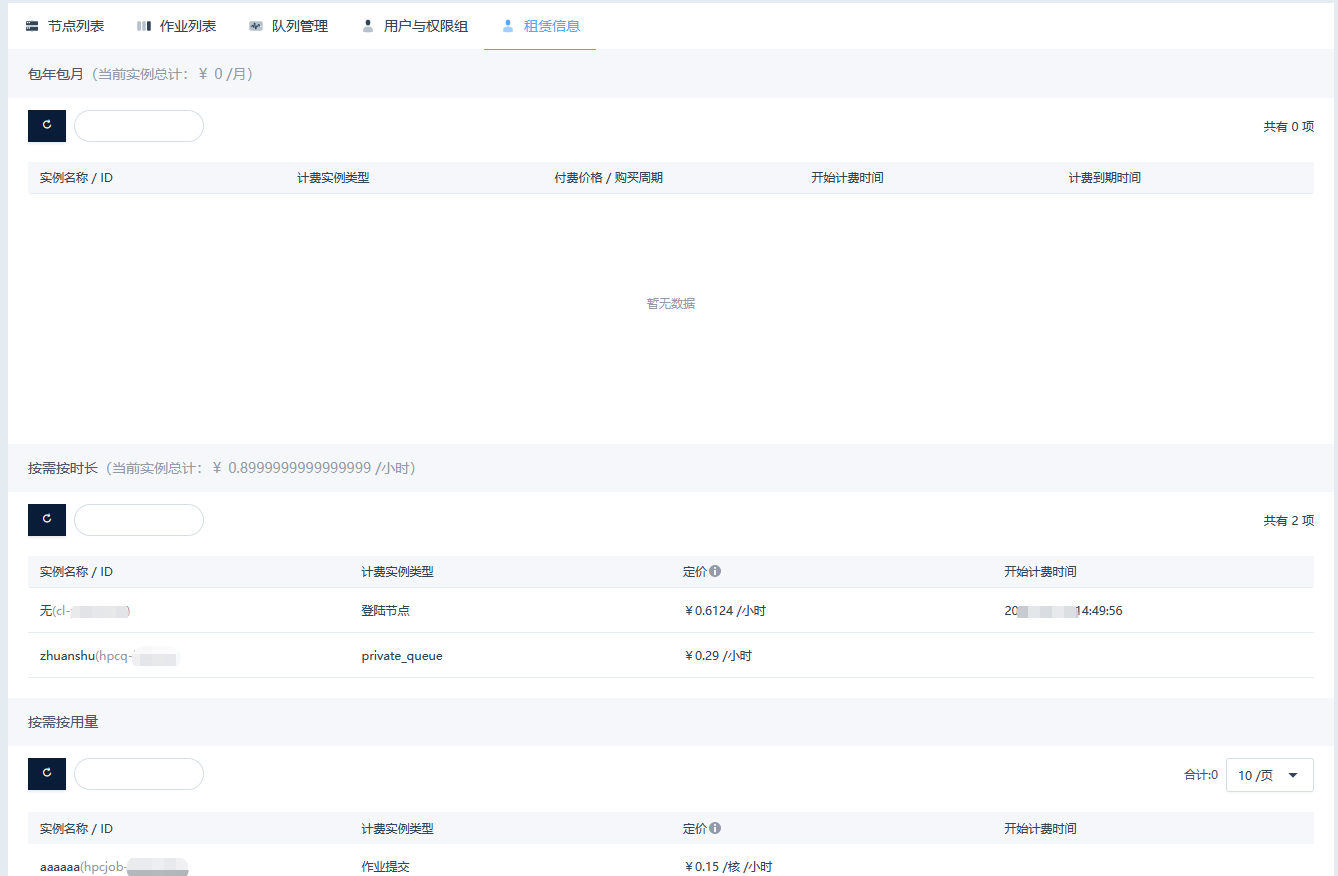 节点列表 作业列表 队列管理 用户与权限组 租赁信息
包年包月（当前实例总计：￥ 0 /月）
共有 0 项
实例名称 / ID 计费实例类型 付费价格 / 购买周期 开始计费时间 计费到期时间
暂无数据
按需按时长（当前实例总计：￥ 0.8999999999999999 /小时）
共有 2 项
实例名称 / ID 计费实例类型 定价 开始计费时间
无(cl- ) 登陆节点 ￥0.6124 /小时 20 14:49:56
zhuanshu(hpcq- private_queue ￥0.29 /小时
按需按用量
合计:0 10 /页
实例名称 / ID 计费实例类型 定价 开始计费时间
aaaaaa(hpcjob- 作业提交 ￥0.15 /核 /小时